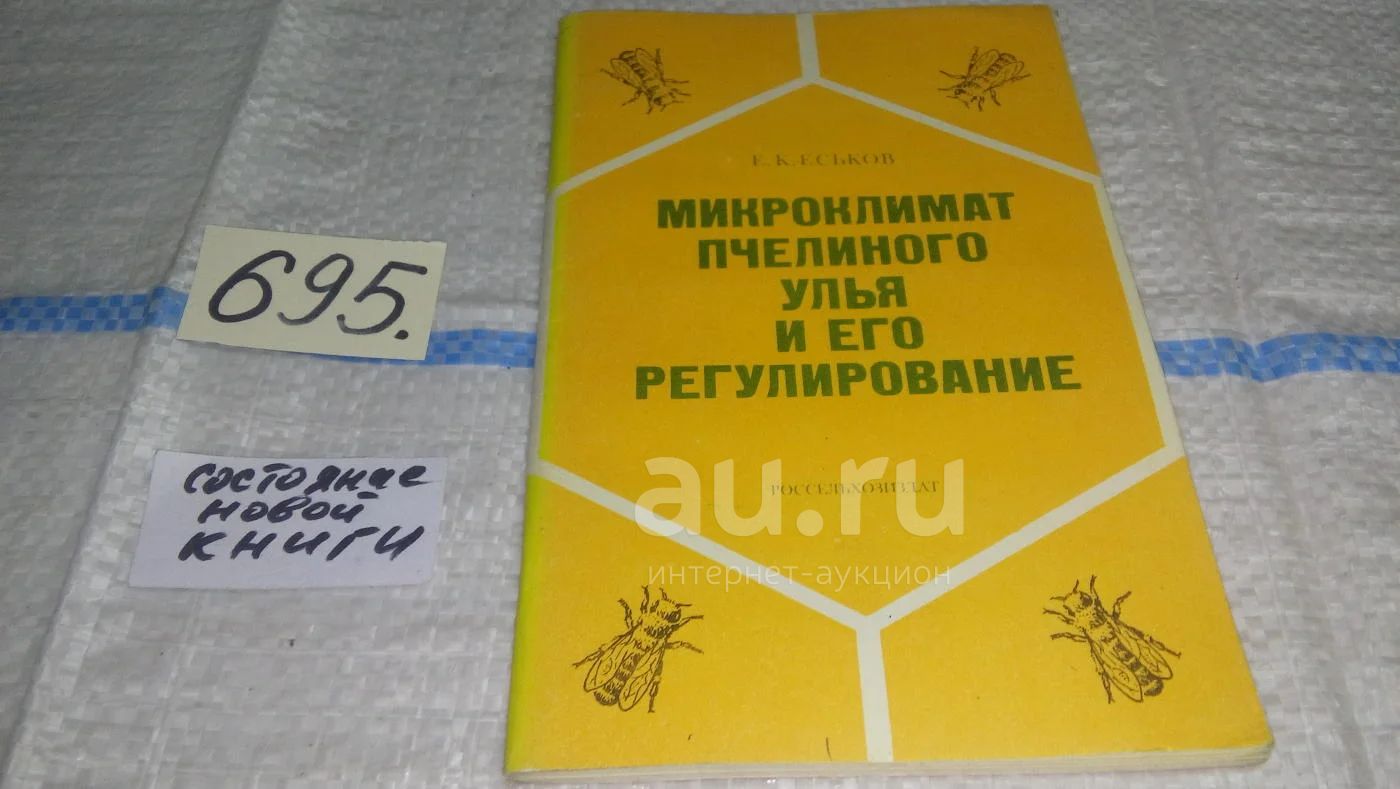 695.
состояние
новой
книги
Е. К. ЕСЬКОВ
МИКРОКЛИМАТ
ПЧЕЛИНОГО
УЛЬЯ
И ЕГО
РЕГУЛИРОВАНИЕ
РОССЕЛЬХОЗИЗДАТ
au.ru
интернет-аукцион